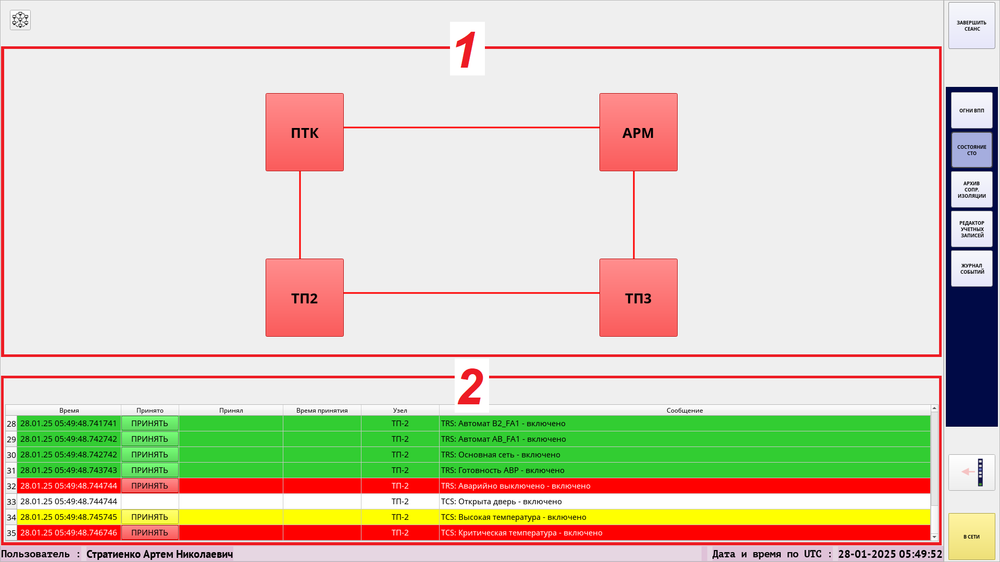 ЗАВЕРШИТЬ
СЕАНС
1
ПТК
АРМ
ТП2
ТП3
ОГНИ ВПП
СОСТОЯНИЕ
СТО
АРХИВ
СОПР.
ИЗОЛЯЦИИ
РЕДАКТОР
УЧЕТНЫХ
ЗАПИСЕЙ
ЖУРНАЛ
СОБЫТИЙ
2
Время Принято Принял Время принятия Узел Сообщение
28 28.01.25 05:49:48.741741 ПРИНЯТЬ ТП-2 TRS: Автомат B2_FA1 - включено
29 28.01.25 05:49:48.742742 ПРИНЯТЬ ТП-2 TRS: Автомат AB_FA1 - включено
30 28.01.25 05:49:48.742742 ПРИНЯТЬ ТП-2 TRS: Основная сеть - включено
31 28.01.25 05:49:48.743743 ПРИНЯТЬ ТП-2 TRS: Готовность АВР - включено
32 28.01.25 05:49:48.744744 ПРИНЯТЬ ТП-2 TRS: Аварийно выключено - включено
33 28.01.25 05:49:48.744744 ТП-2 TCS: Открыта дверь - включено
34 28.01.25 05:49:48.745745 ПРИНЯТЬ ТП-2 TCS: Высокая температура - включено
35 28.01.25 05:49:48.746746 ПРИНЯТЬ ТП-2 TCS: Критическая температура - включено
В СЕТИ
Пользователь : Стратиенко Артем Николаевич Дата и время по UTC : 28-01-2025 05:49:52